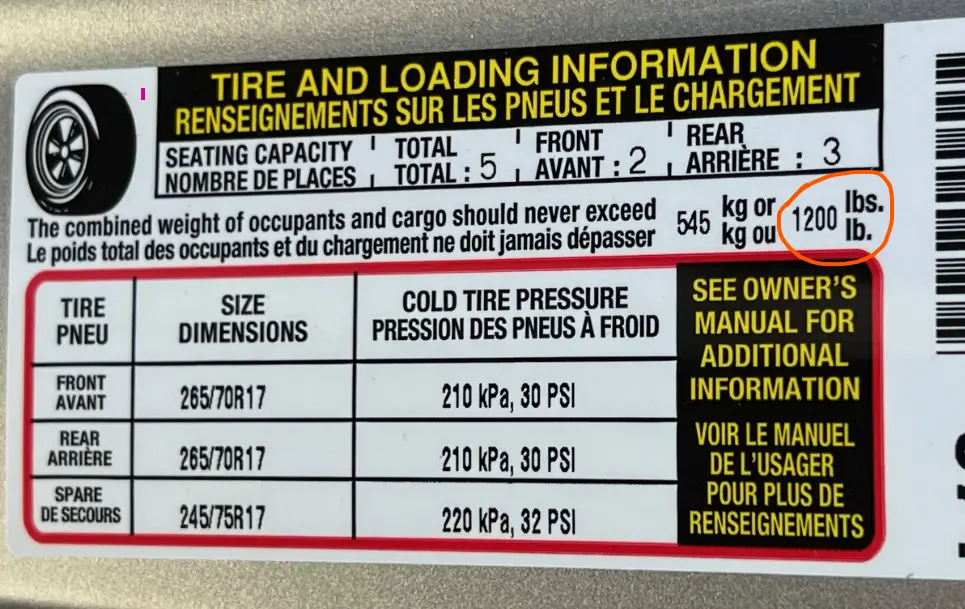 TIRE AND LOADING INFORMATION
RENSEIGNEMENTS SUR LES PNEUS ET LE CHARGEMENT
SEATING CAPACITY TOTAL FRONT REAR
NOMBRE DE PLACES TOTAL : 5 AVANT : 2 ARRIÈRE : 3
The combined weight of occupants and cargo should never exceed 545 kg or 1200 lbs.
Le poids total des occupants et du chargement ne doit jamais dépasser kg ou lb.
TIRE
PNEU
SIZE
DIMENSIONS
COLD TIRE PRESSURE
PRESSION DES PNEUS À FROID
FRONT
AVANT
265/70R17
210 kPa, 30 PSI
REAR
ARRIÈRE
265/70R17
210 kPa, 30 PSI
SPARE
DE SECOURS
245/75R17
220 kPa, 32 PSI
SEE OWNER'S
MANUAL FOR
ADDITIONAL
INFORMATION
VOIR LE MANUEL
DE L'USAGER
POUR PLUS DE
RENSEIGNEMENTS